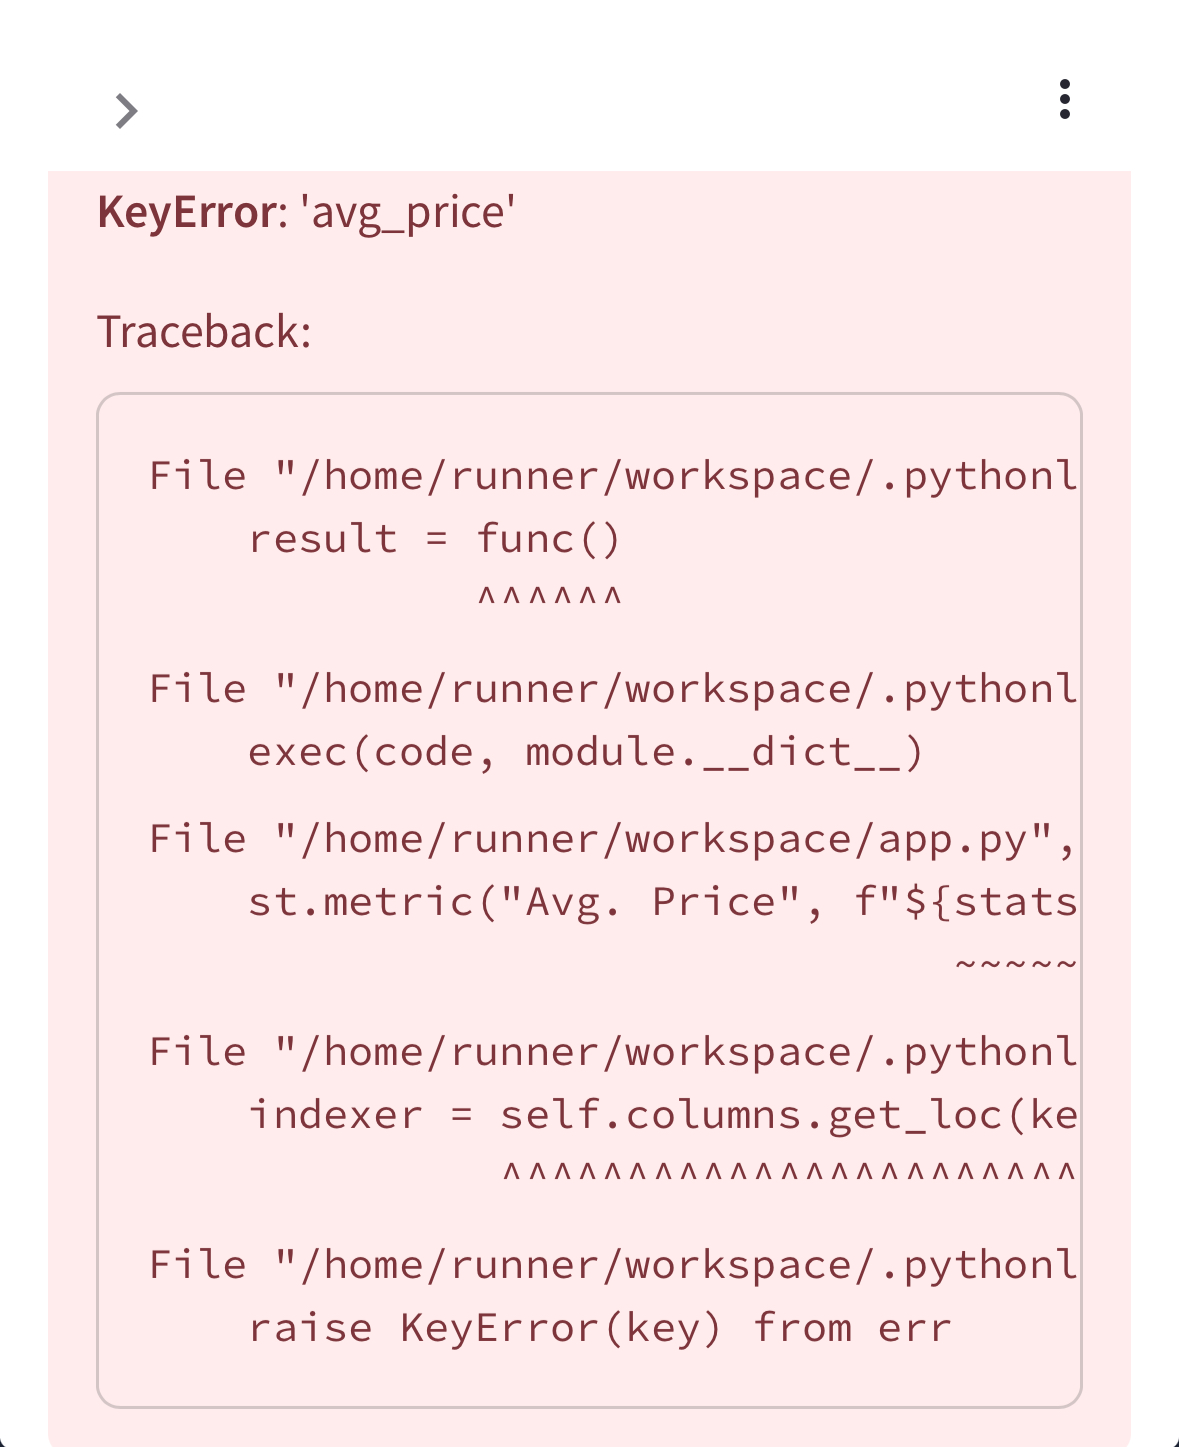 KeyError: 'avg_price'
Traceback:
File "/home/runner/workspace/.pythonl
result = func()
^^^^^^
File "/home/runner/workspace/.pythonl
exec(code, module.__dict__)
File "/home/runner/workspace/app.py",
st.metric("Avg. Price", f"${stats
~~~~~
File "/home/runner/workspace/.pythonl
indexer = self.columns.get_loc(ke
^^^^^^^^^^^^^^^^^^^^^^^
File "/home/runner/workspace/.pythonl
raise KeyError(key) from err